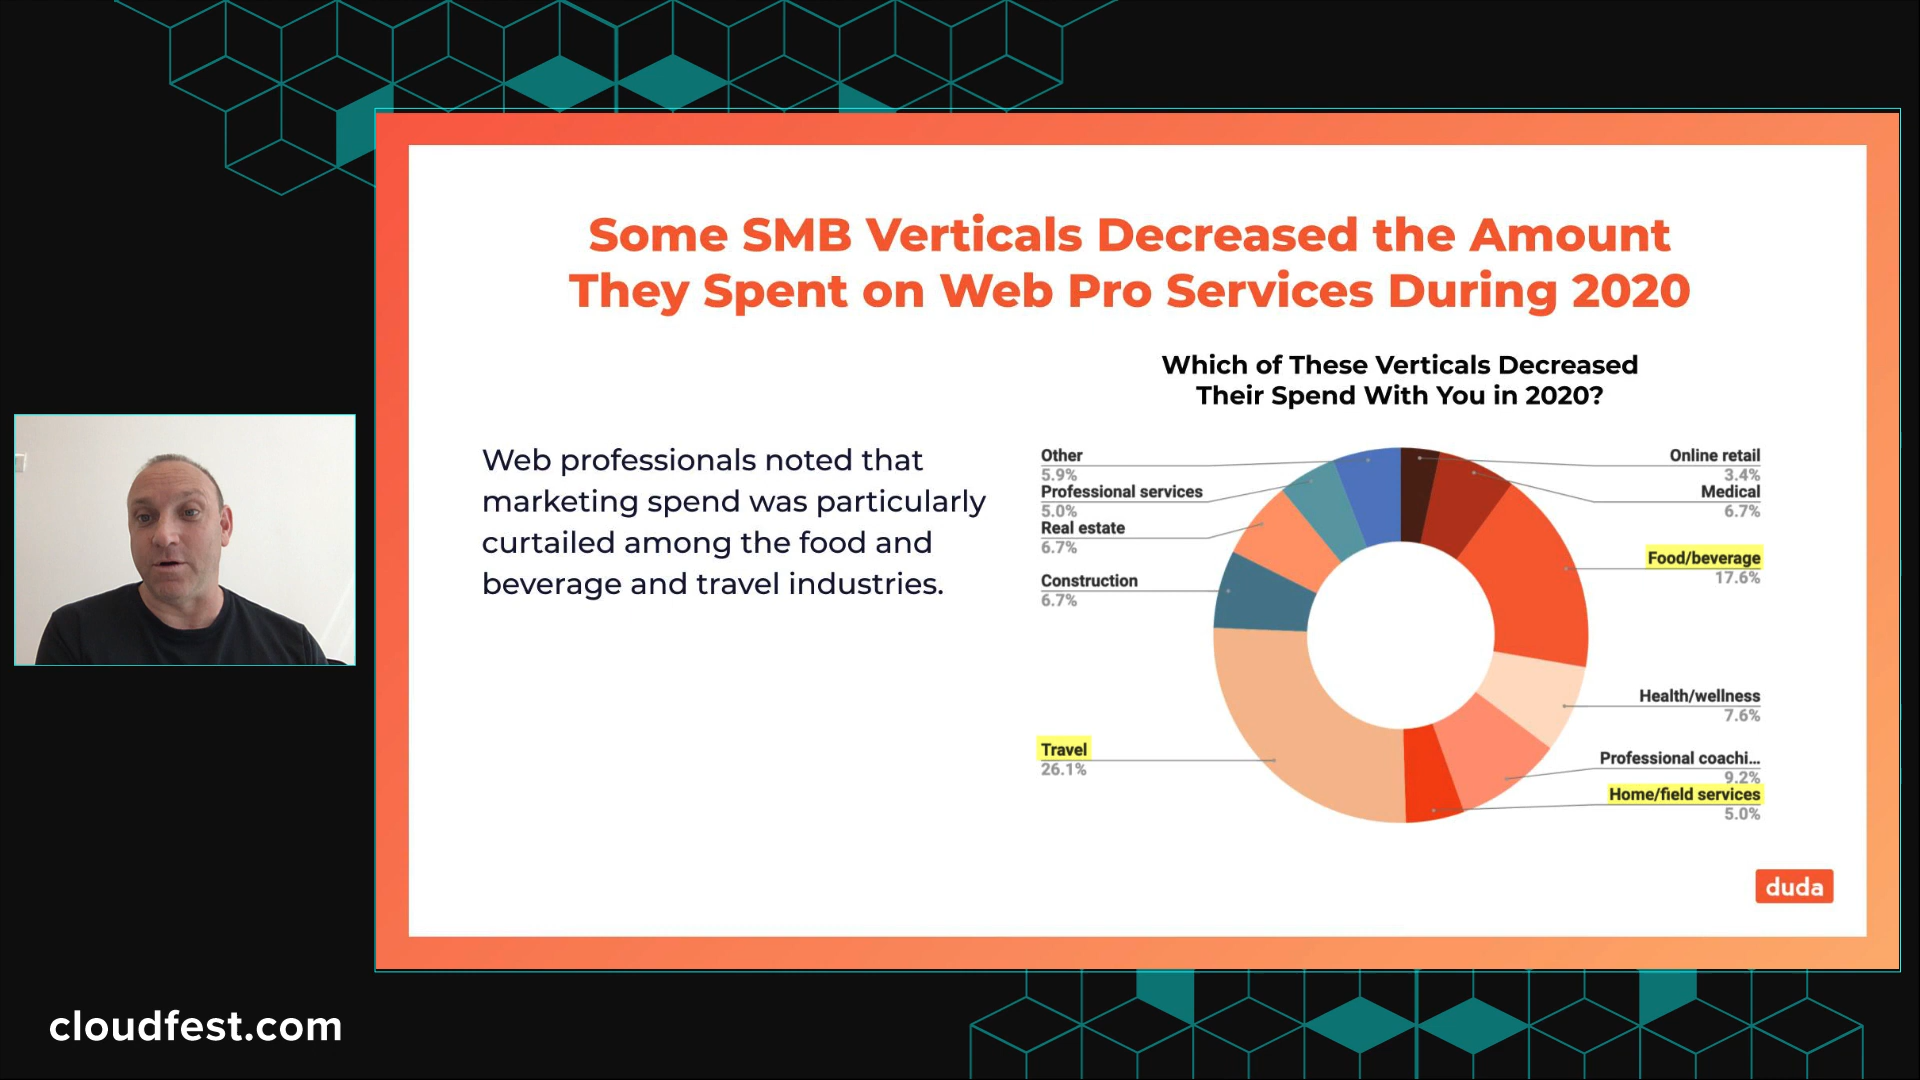 Some SMB Verticals Decreased the Amount
They Spent on Web Pro Services During 2020
Which of These Verticals Decreased
Their Spend With You in 2020?
Web professionals noted that
marketing spend was particularly
curtailed among the food and
beverage and travel industries.
Other
5.9%
Professional services
5.0%
Real estate
6.7%
Construction
6.7%
Travel
26.1%
Online retail
3.4%
Medical
6.7%
Food/beverage
17.6%
Health/wellness
7.6%
Professional coachi...
9.2%
Home/field services
5.0%
duda
cloudfest.com